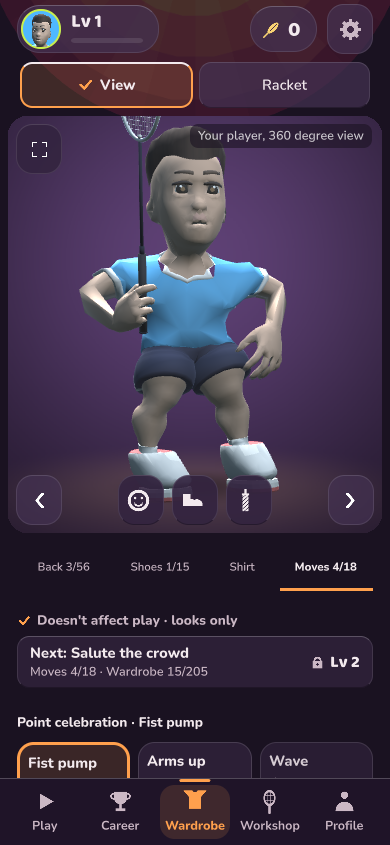 Lv 1
0
View
Racket
Your player, 360 degree view
Back 3/56
Shoes 1/15
Shirt
Moves 4/18
Doesn't affect play · looks only
Next: Salute the crowd
Moves 4/18 · Wardrobe 15/205
Lv 2
Point celebration · Fist pump
Fist pump
Arms up
Wave
Play
Career
Wardrobe
Workshop
Profile